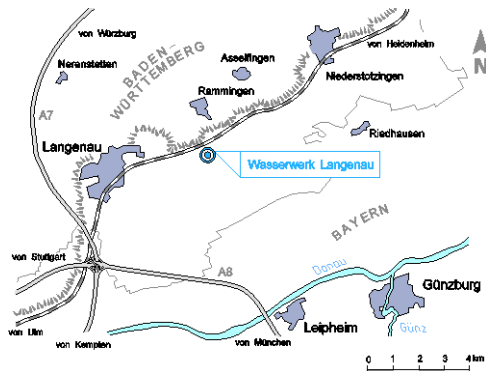 von Würzburg
Nerenstetten
BADEN-
WÜRTTEMBERG
Asselfingen
Rammingen
von Heidenheim
Niederstotzingen
N
A7
Langenau
Riedhausen
Wasserwerk Langenau
BAYERN
von Stuttgart
A8
Donau
Günzburg
von Ulm
von Kempten
von München
Leipheim
Günz
0 1 2 3 4 km